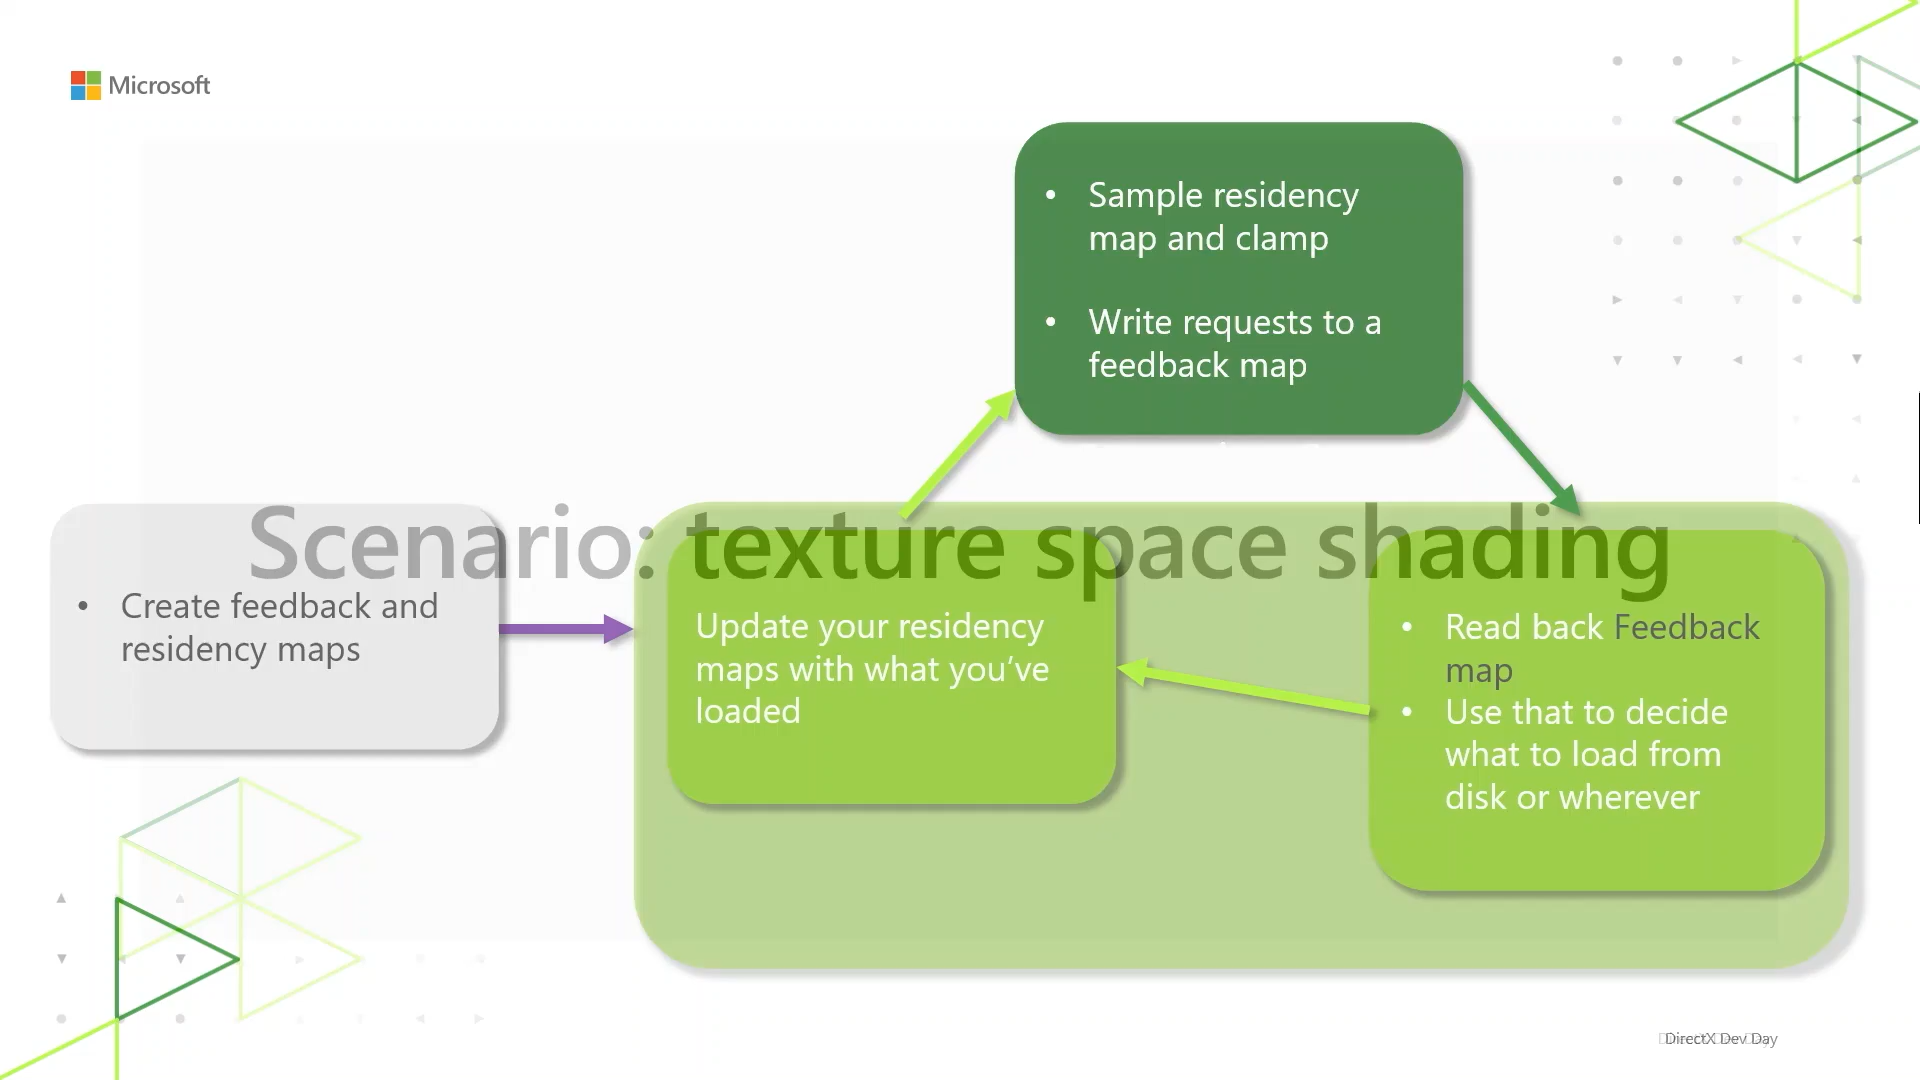 Microsoft
• Sample residency
map and clamp
• Write requests to a
feedback map
Scenario: texture space shading
• Create feedback and
residency maps
Update your residency
maps with what you've
loaded
• Read back Feedback
map
• Use that to decide
what to load from
disk or wherever
DirectX Dev Day